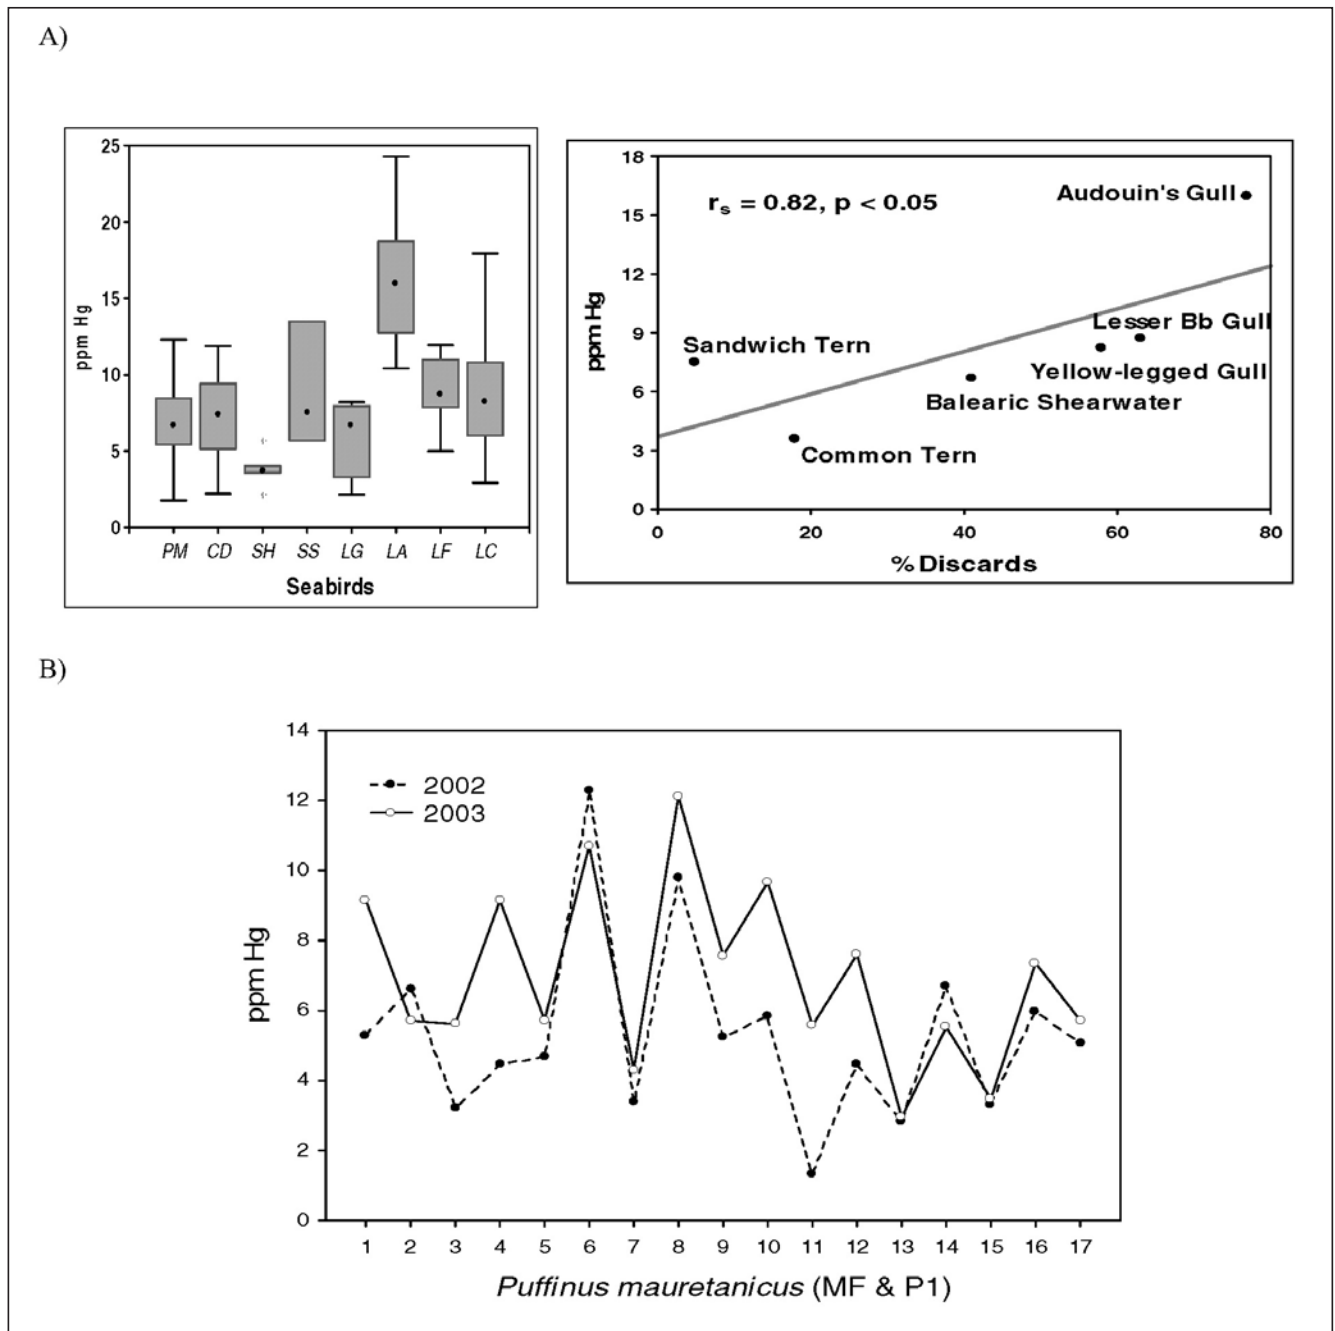 A)
25
20
15
10
5
0
ppm Hg
PM CD SH SS LG LA LF LC
Seabirds
18
15
12
9
6
3
0
ppm Hg
rₛ = 0.82, p < 0.05
Audouin's Gull
Lesser Bb Gull
Sandwich Tern
Yellow-legged Gull
Balearic Shearwater
Common Tern
0 20 40 60 80
% Discards
B)
14
12
10
8
6
4
2
0
ppm Hg
2002
2003
1 2 3 4 5 6 7 8 9 10 11 12 13 14 15 16 17
Puffinus mauretanicus (MF & P1)